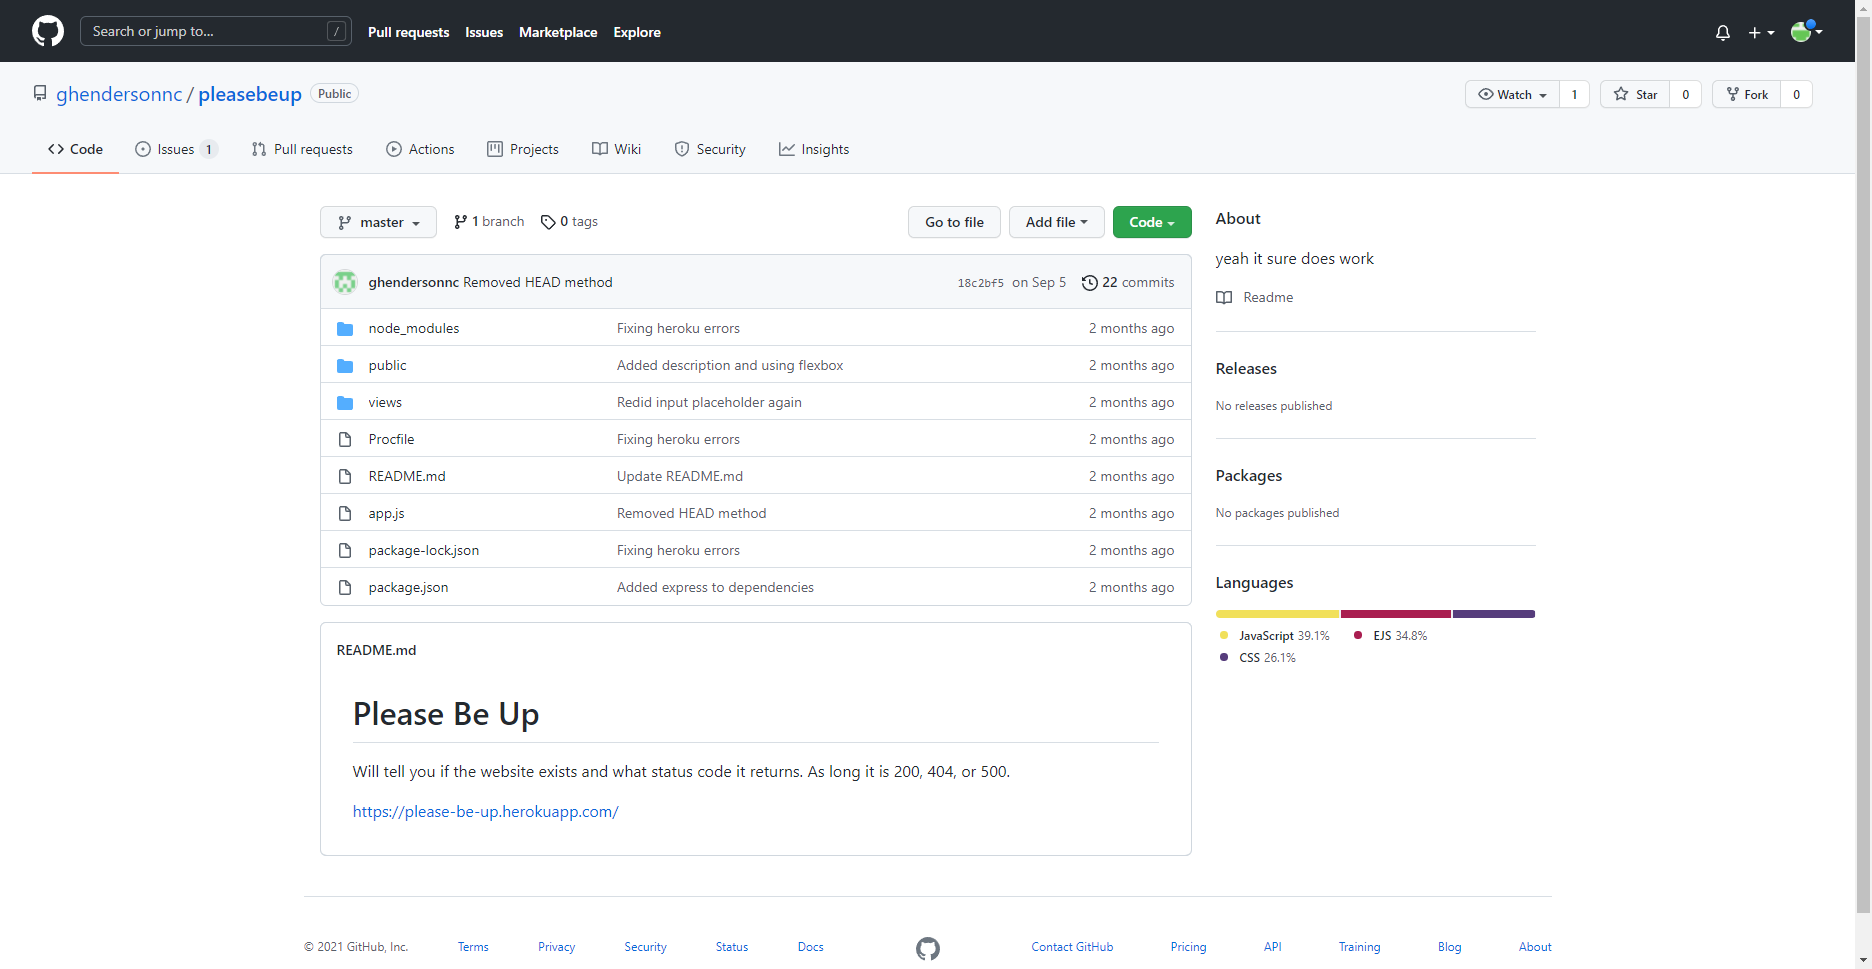 Search or jump to... /
Pull requests Issues Marketplace Explore
ghendersonnc / pleasebeup Public
Watch 1 Star 0 Fork 0
Code Issues 1 Pull requests Actions Projects Wiki Security Insights
master 1 branch 0 tags Go to file Add file Code
ghendersonnc Removed HEAD method 18c2bf5 on Sep 5 22 commits
node_modules Fixing heroku errors 2 months ago
public Added description and using flexbox 2 months ago
views Redid input placeholder again 2 months ago
Procfile Fixing heroku errors 2 months ago
README.md Update README.md 2 months ago
app.js Removed HEAD method 2 months ago
package-lock.json Fixing heroku errors 2 months ago
package.json Added express to dependencies 2 months ago
README.md
Please Be Up
Will tell you if the website exists and what status code it returns. As long it is 200, 404, or 500.
https://please-be-up.herokuapp.com/
About
yeah it sure does work
Readme
Releases
No releases published
Packages
No packages published
Languages
JavaScript 39.1% EJS 34.8%
CSS 26.1%
© 2021 GitHub, Inc. Terms Privacy Security Status Docs Contact GitHub Pricing API Training Blog About